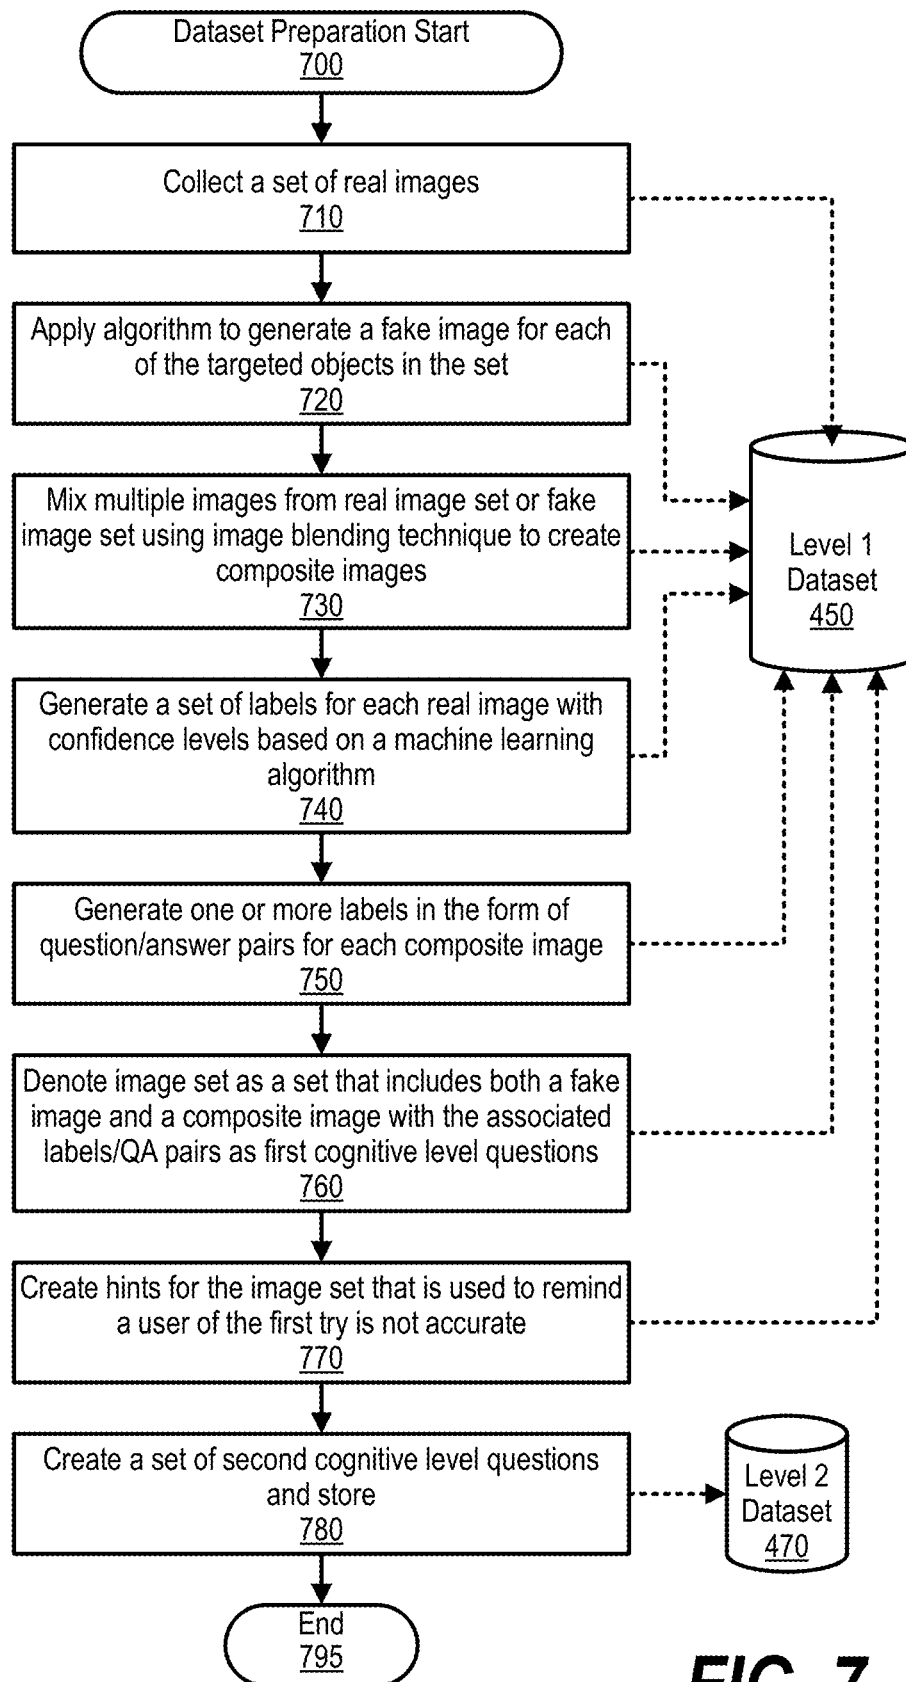 Dataset Preparation Start
700
Collect a set of real images
710
Apply algorithm to generate a fake image for each
of the targeted objects in the set
720
Mix multiple images from real image set or fake
image set using image blending technique to create
composite images
730
Level 1
Dataset
450
Generate a set of labels for each real image with
confidence levels based on a machine learning
algorithm
740
Generate one or more labels in the form of
question/answer pairs for each composite image
750
Denote image set as a set that includes both a fake
image and a composite image with the associated
labels/QA pairs as first cognitive level questions
760
Create hints for the image set that is used to remind
a user of the first try is not accurate
770
Create a set of second cognitive level questions
and store
780
Level 2
Dataset
470
End
795
FIG. 7